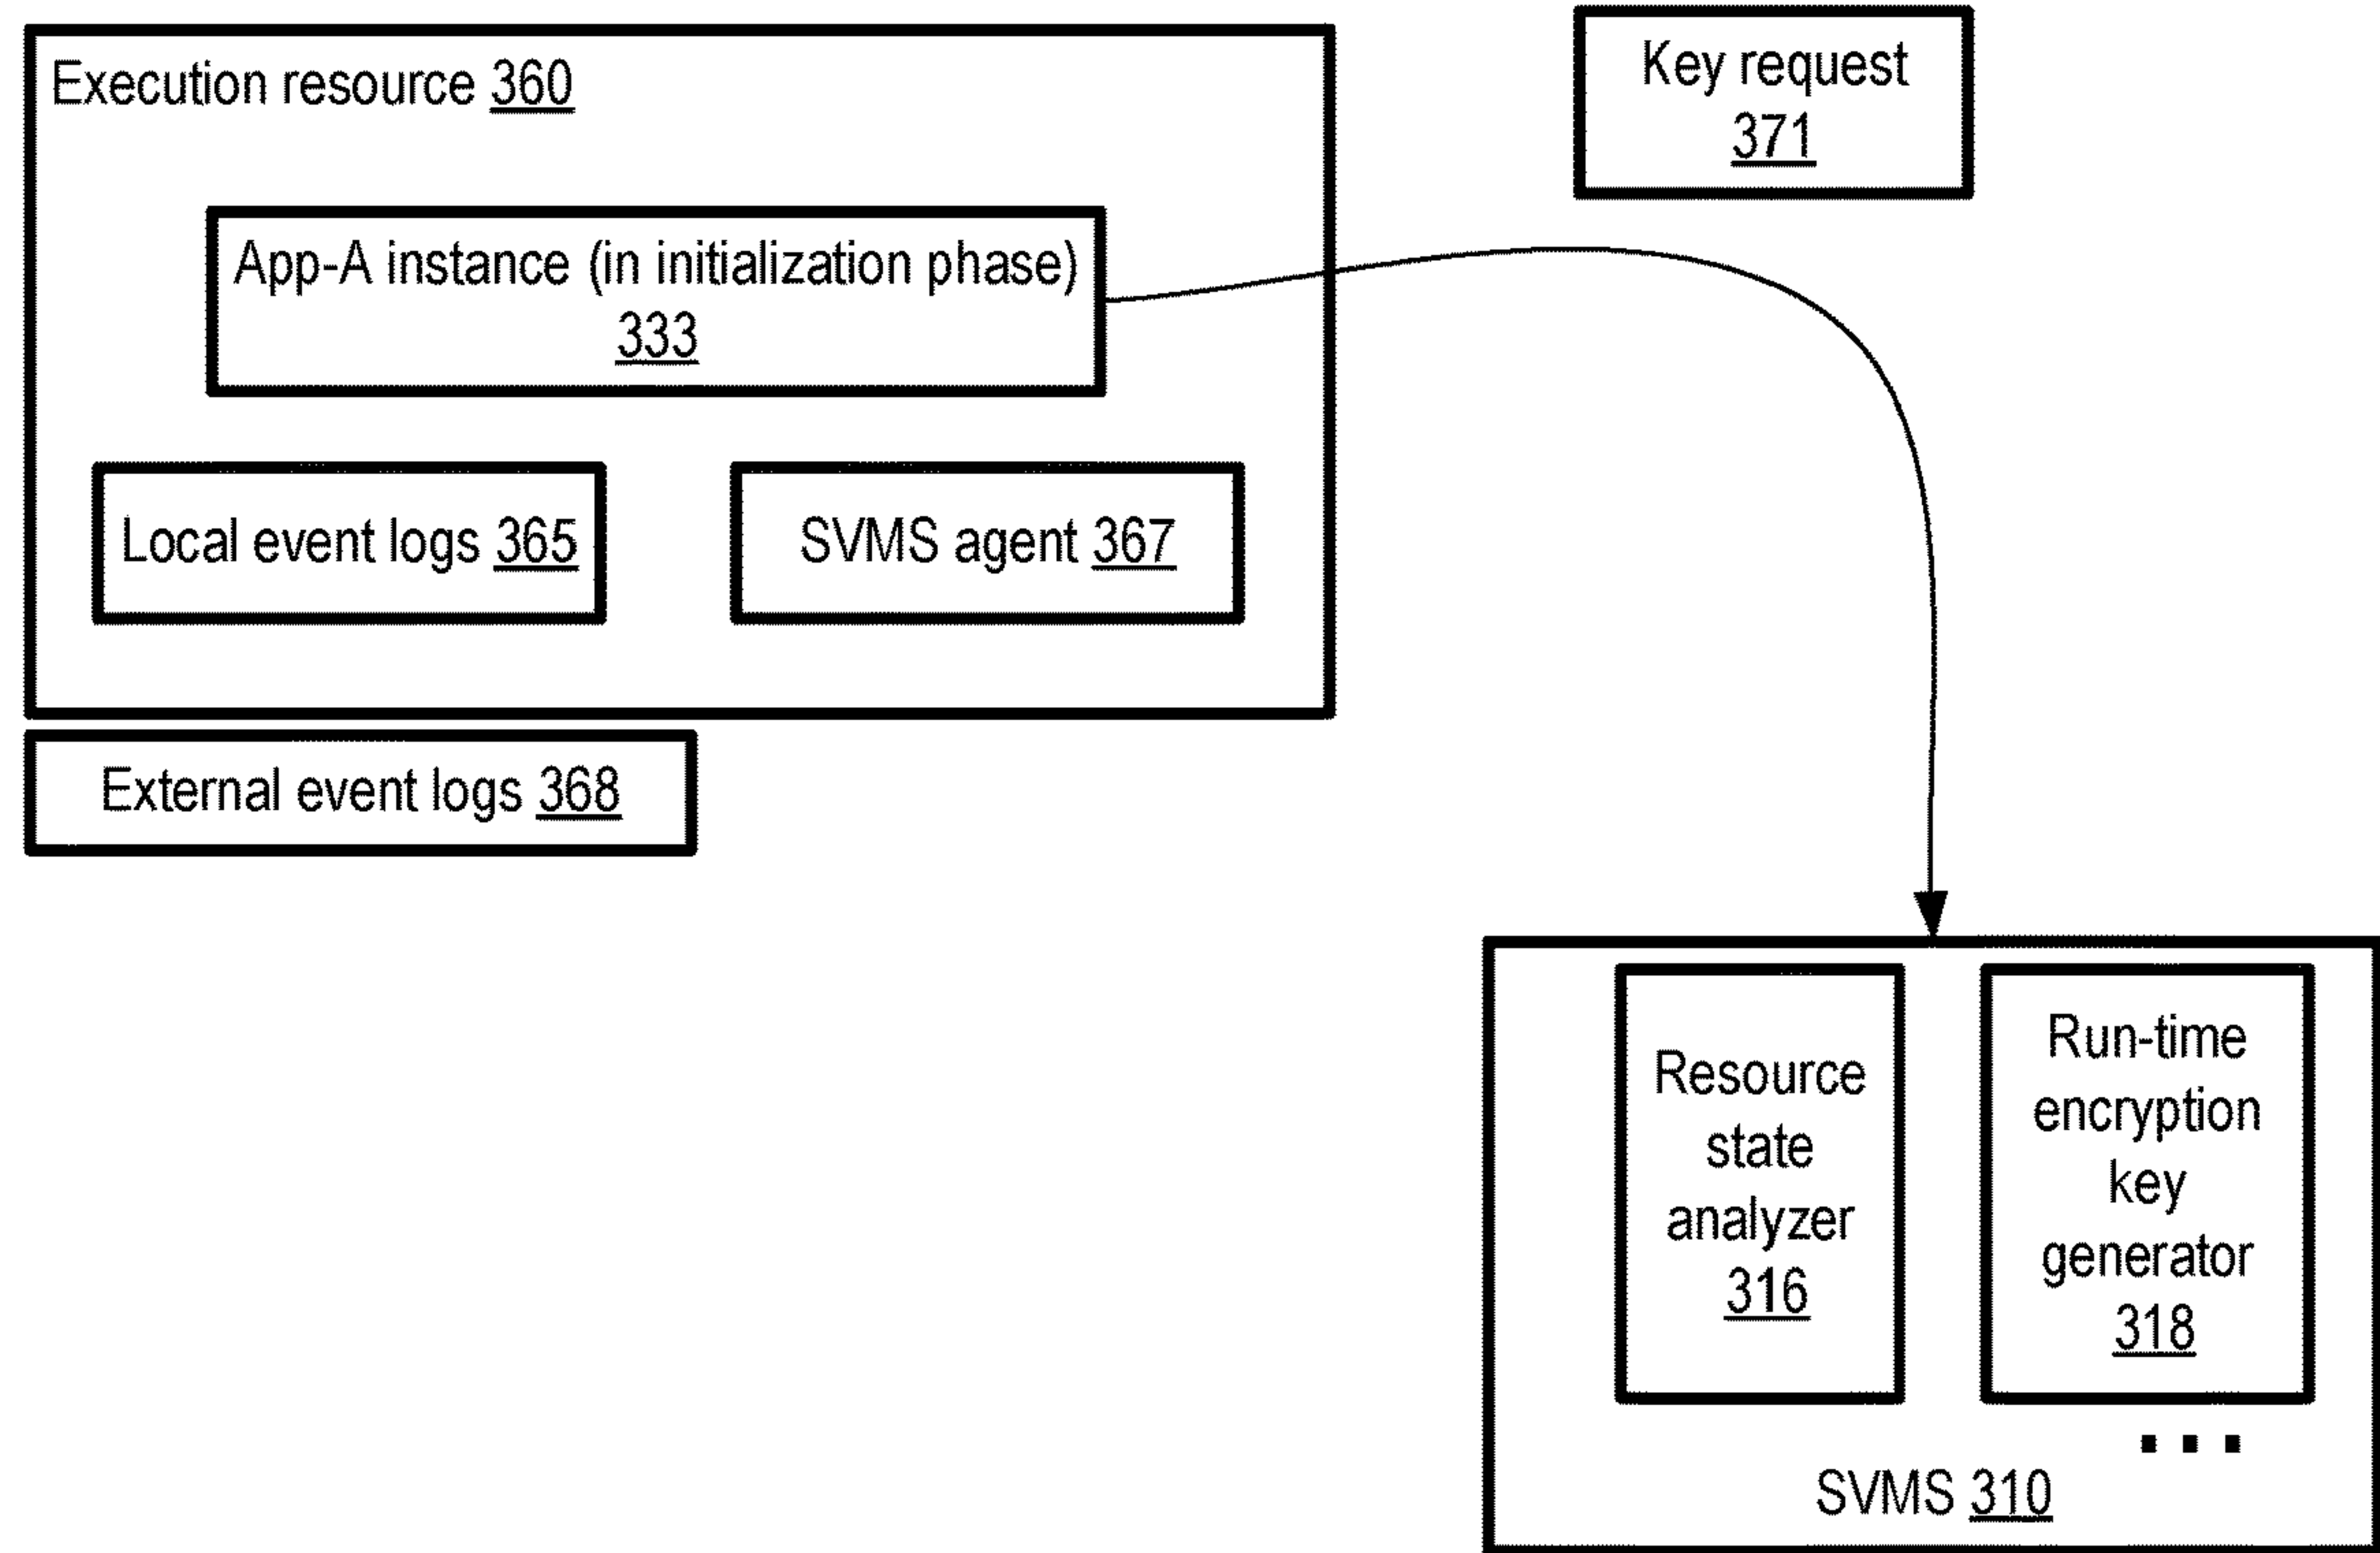 Execution resource 360
Key request
371
App-A instance (in initialization phase)
333
Local event logs 365
SVMS agent 367
External event logs 368
Resource
state
analyzer
316
Run-time
encryption
key
generator
318
...
SVMS 310